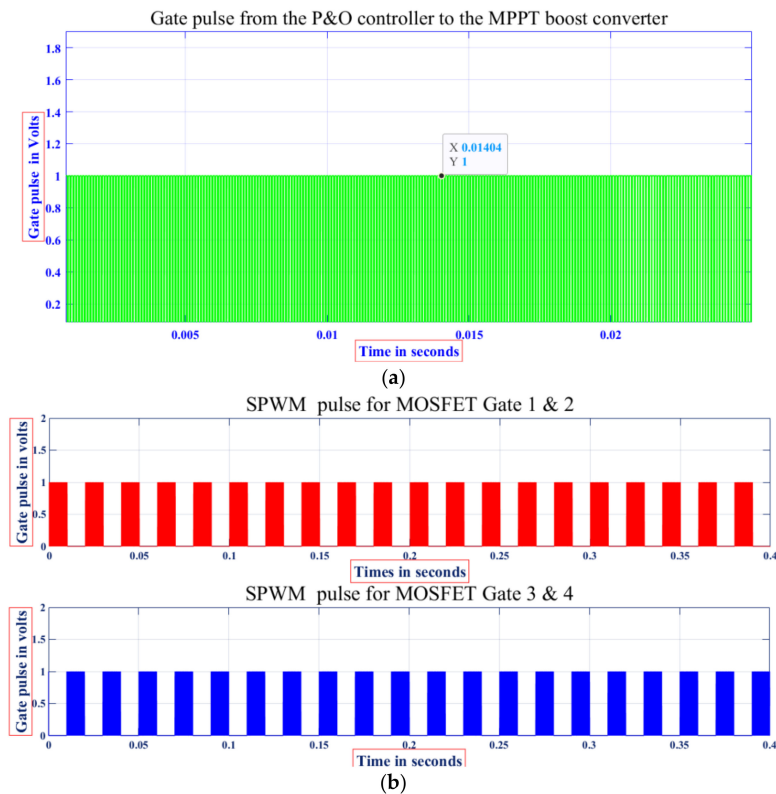 Gate pulse from the P&O controller to the MPPT boost converter
1.8
1.6
1.4
1.2
1
0.8
0.6
0.4
0.2
Gate pulse in Volts
X 0.01404
Y 1
0.005 0.01 0.015 0.02
Time in seconds
(a)
SPWM pulse for MOSFET Gate 1 & 2
2
1.5
1
0.5
0
Gate pulse in volts
0 0.05 0.1 0.15 0.2 0.25 0.3 0.35 0.4
Times in seconds
SPWM pulse for MOSFET Gate 3 & 4
2
1.5
1
0.5
0
Gate pulse in volts
0 0.05 0.1 0.15 0.2 0.25 0.3 0.35 0.4
Time in seconds
(b)